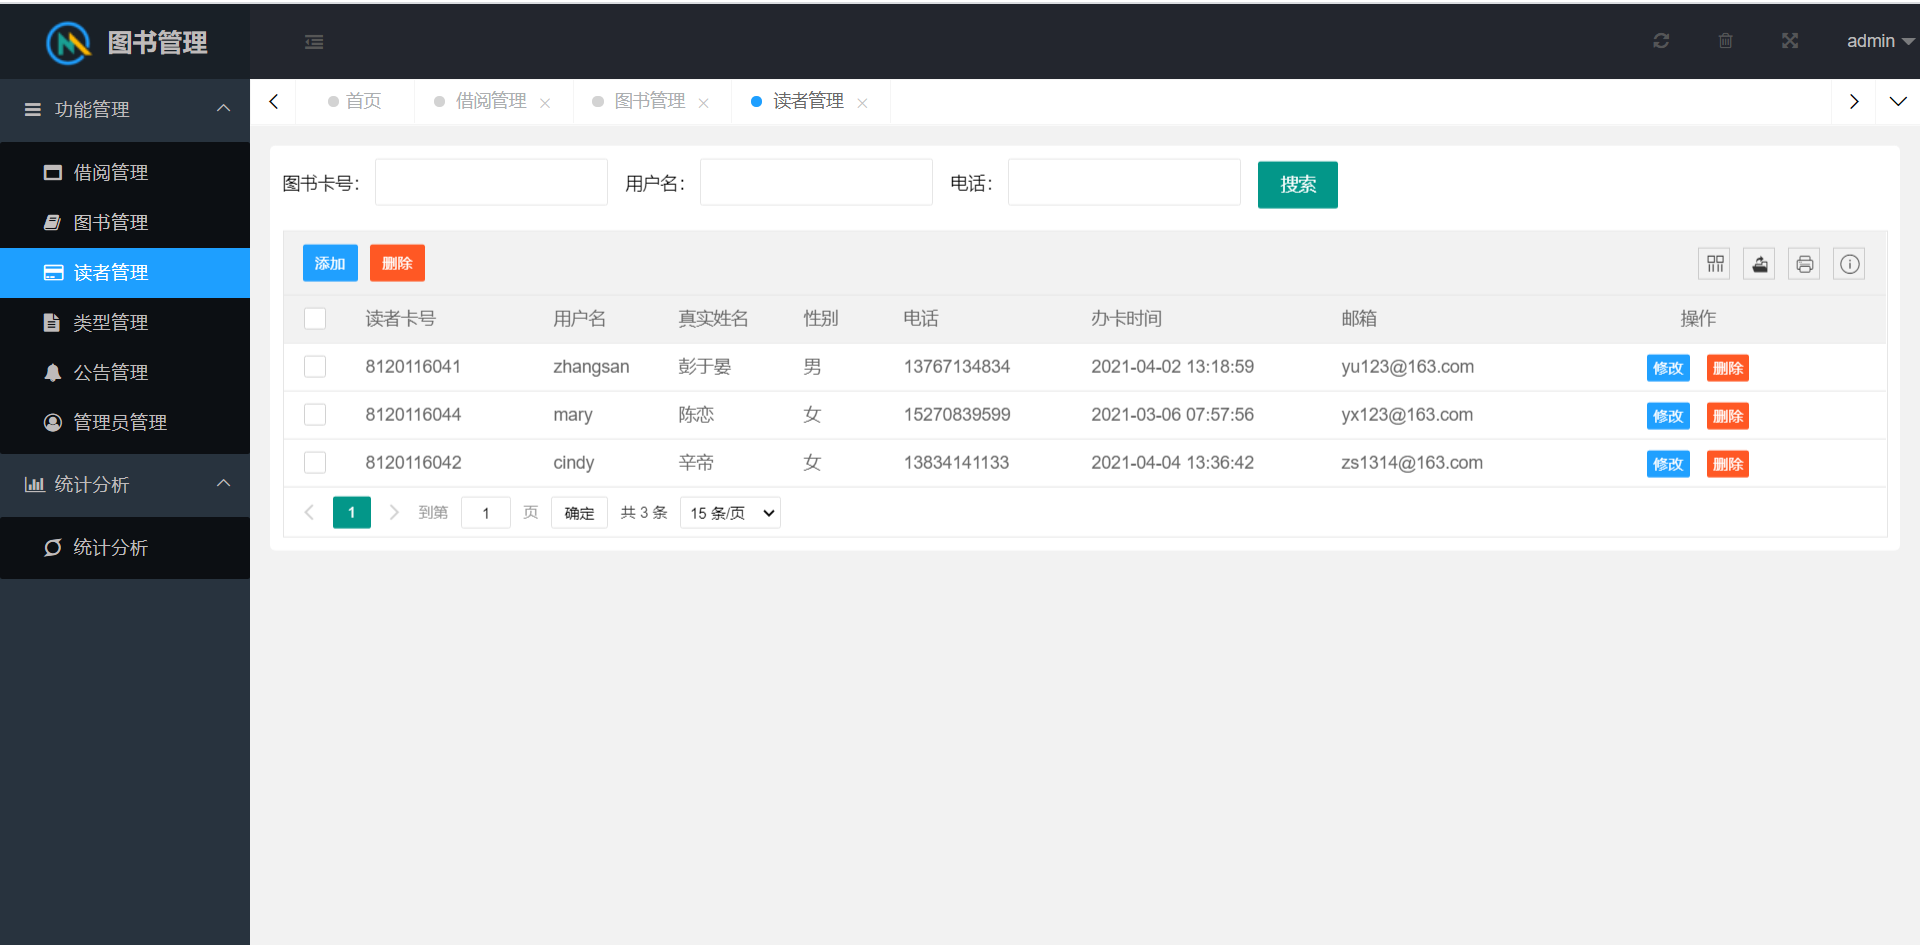 图书管理
admin
功能管理
借阅管理
图书管理
读者管理
类型管理
公告管理
管理员管理
统计分析
统计分析
首页 借阅管理 图书管理 读者管理
图书卡号： 用户名： 电话： 搜索
添加 删除
读者卡号 用户名 真实姓名 性别 电话 办卡时间 邮箱 操作
8120116041 zhangsan 彭于晏 男 13767134834 2021-04-02 13:18:59 yu123@163.com 修改 删除
8120116044 mary 陈恋 女 15270839599 2021-03-06 07:57:56 yx123@163.com 修改 删除
8120116042 cindy 辛帝 女 13834141133 2021-04-04 13:36:42 zs1314@163.com 修改 删除
1 到第 1 页 确定 共 3 条 15 条/页